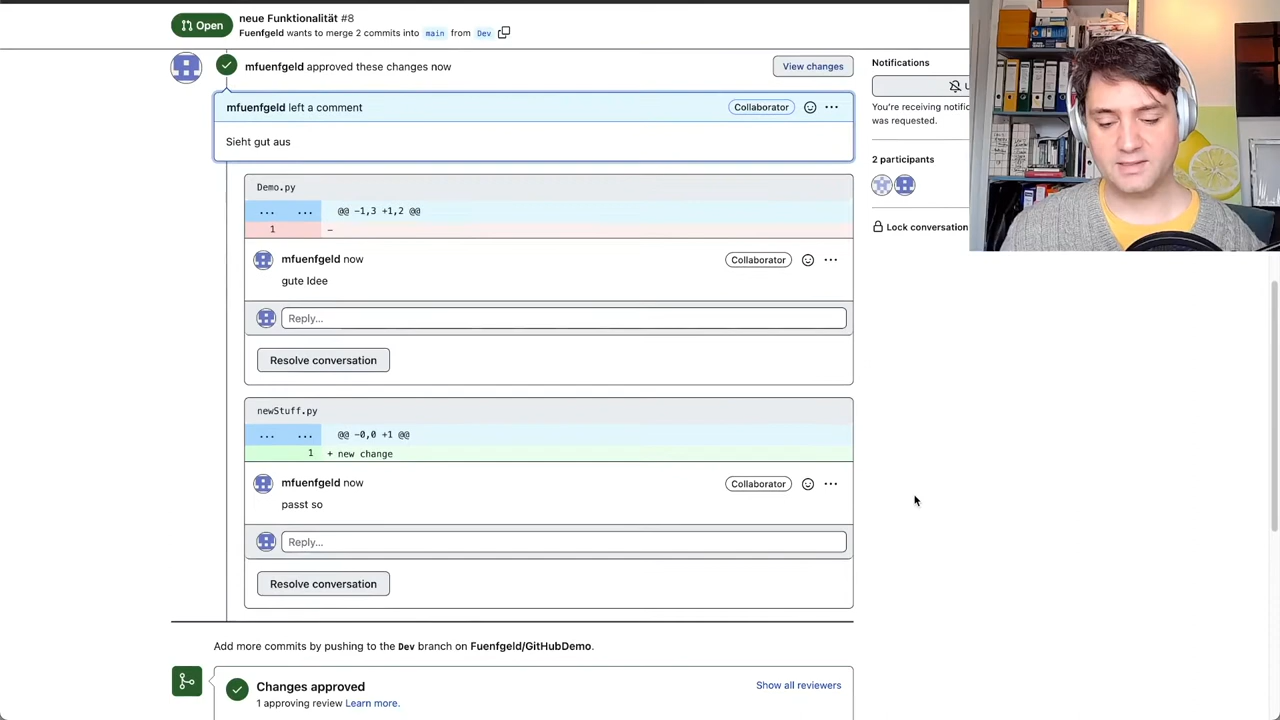 Open
neue Funktionalität #8
Fuenfgeld wants to merge 2 commits into main from Dev
mfuenfgeld approved these changes now
View changes
mfuenfgeld left a comment
Collaborator
Sieht gut aus
Demo.py
... ... @@ -1,3 +1,2 @@
1 -
mfuenfgeld now
Collaborator
gute Idee
Reply...
Resolve conversation
newStuff.py
... ... @@ -0,0 +1 @@
1 + new change
mfuenfgeld now
Collaborator
passt so
Reply...
Resolve conversation
Add more commits by pushing to the Dev branch on Fuenfgeld/GitHubDemo.
Changes approved
Show all reviewers
1 approving review Learn more.
Notifications
You're receiving
was requested.
2 participants
Lock conversation